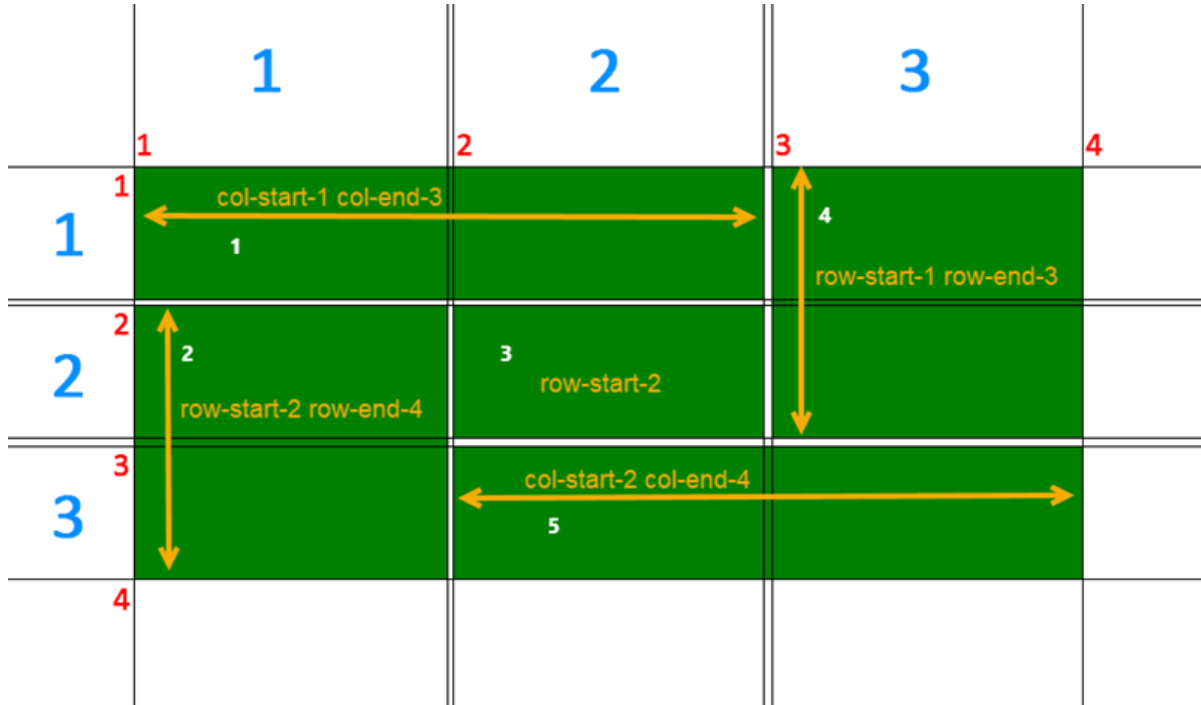 1 2 3
1 2 3 4
1
1
col-start-1 col-end-3
1
4
row-start-1 row-end-3
2
2
2
row-start-2 row-end-4
3
row-start-2
3
3
col-start-2 col-end-4
5
4